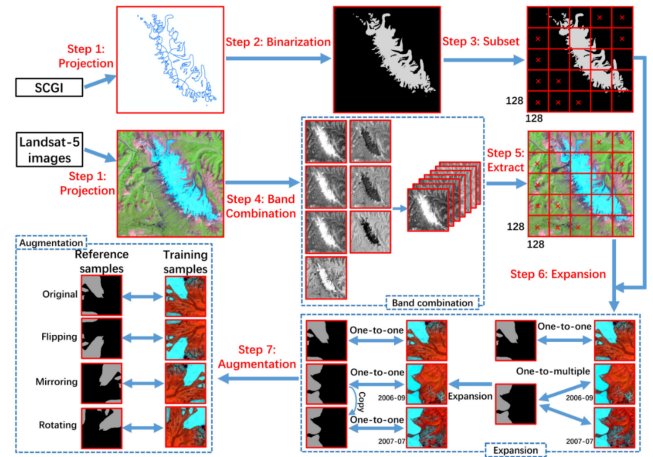 Step 1:
Projection
SCGI
Step 2: Binarization
Step 3: Subset
128
128
Landsat-5
images
Step 1:
Projection
Step 4: Band
Combination
Band combination
Step 5:
Extract
128
128
Step 6: Expansion
Augmentation
Reference
samples
Training
samples
Original
Flipping
Mirroring
Rotating
Step 7:
Augmentation
One-to-one
One-to-one
2006-09
Copy
One-to-one
2007-07
Expansion
One-to-one
One-to-multiple
2006-09
2007-07
Expansion